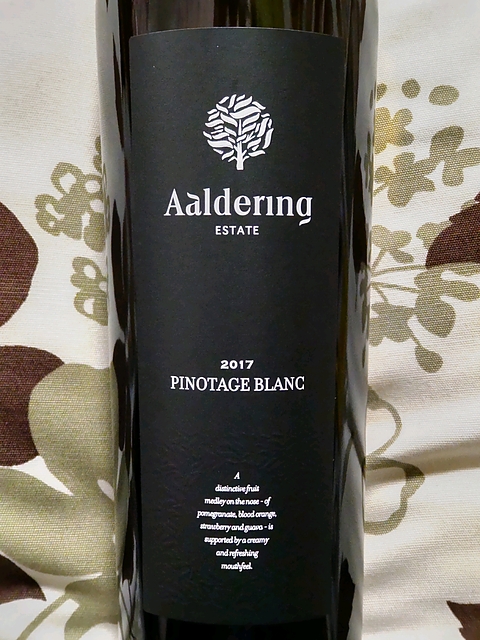 Aaldering
ESTATE
2017
PINOTAGE BLANC
A
distinctive fruit
medley on the nose - of
pomegranate, blood orange,
strawberry and guava - is
supported by a creamy
and refreshing
mouthfeel.